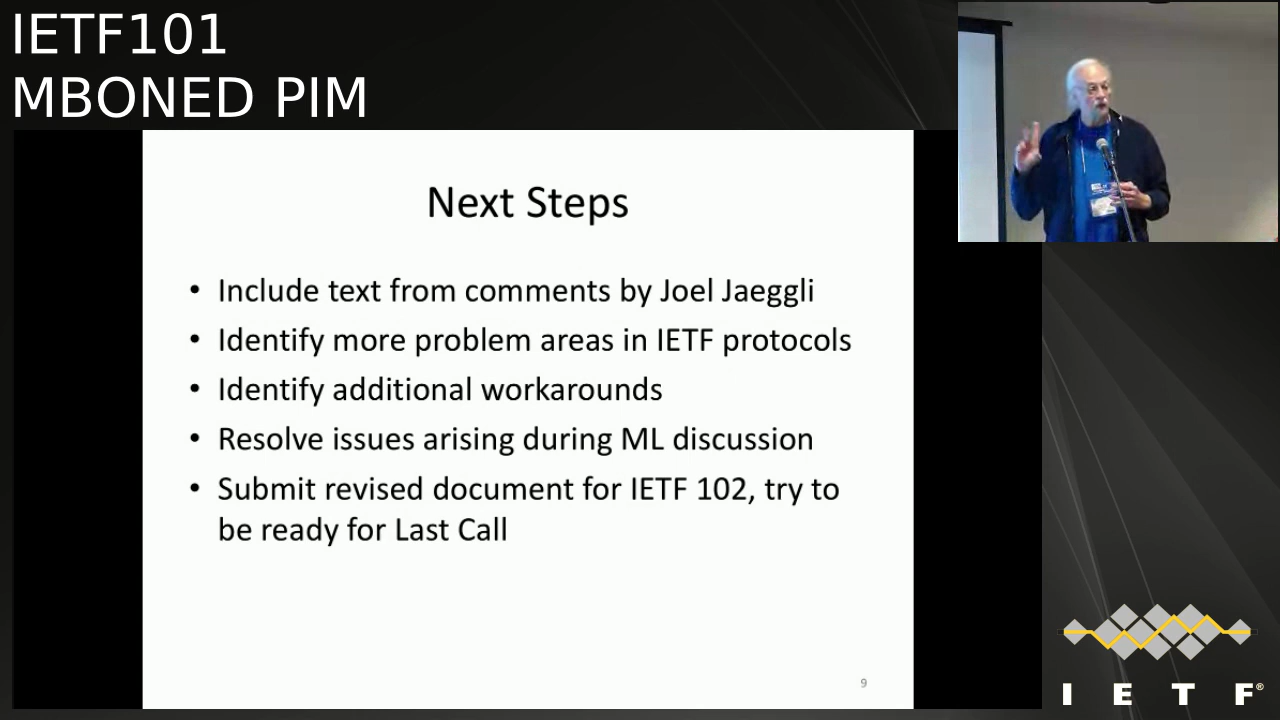 IETF101
MBONED PIM
Next Steps
• Include text from comments by Joel Jaeggli
• Identify more problem areas in IETF protocols
• Identify additional workarounds
• Resolve issues arising during ML discussion
• Submit revised document for IETF 102, try to
be ready for Last Call
9
I E T F®